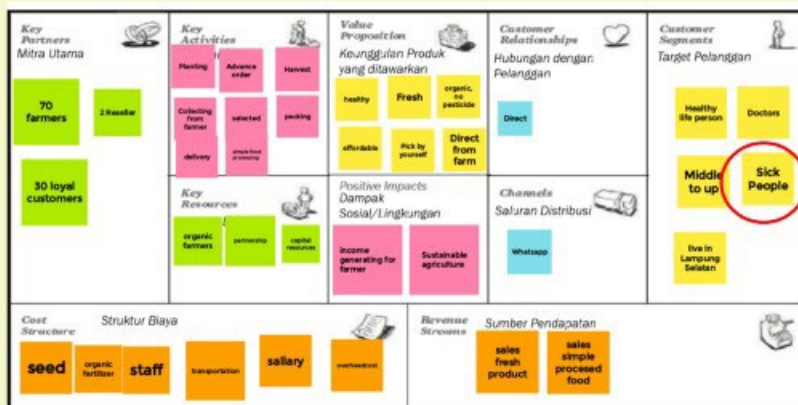 Key
Partners
Mitra Utama
70
farmers
2 Reseller
30 loyal
customers
Key
Activities
Planting
Advance
order
Harvest
Collecting
from
farmer
selected
packing
delivery
simple food
processing
Key
Resources
organic
farmers
partnership
capital
resources
Value
Proposition
Keunggulan Produk
yang ditawarkan
healthy
Fresh
organic,
no
pesticide
affordable
Pick by
yourself
Direct
from
farm
Positive Impacts
Dampak
Sosial/Lingkungan
income
generating for
farmer
Sustainable
agriculture
Customer
Relationships
Hubungan dengan
Pelanggan
Direct
Channels
Saluran Distribusi
Whatsapp
Customer
Segments
Target Pelanggan
Healthy
life person
Doctors
Middle
to up
Sick
People
live in
Lampung
Selatan
Cost
Structure
Struktur Biaya
seed
organic
fertilizer
staff
transportation
sallary
overheadcost
Revenue
Streams
Sumber Pendapatan
sales
fresh
product
sales
simple
procesed
food